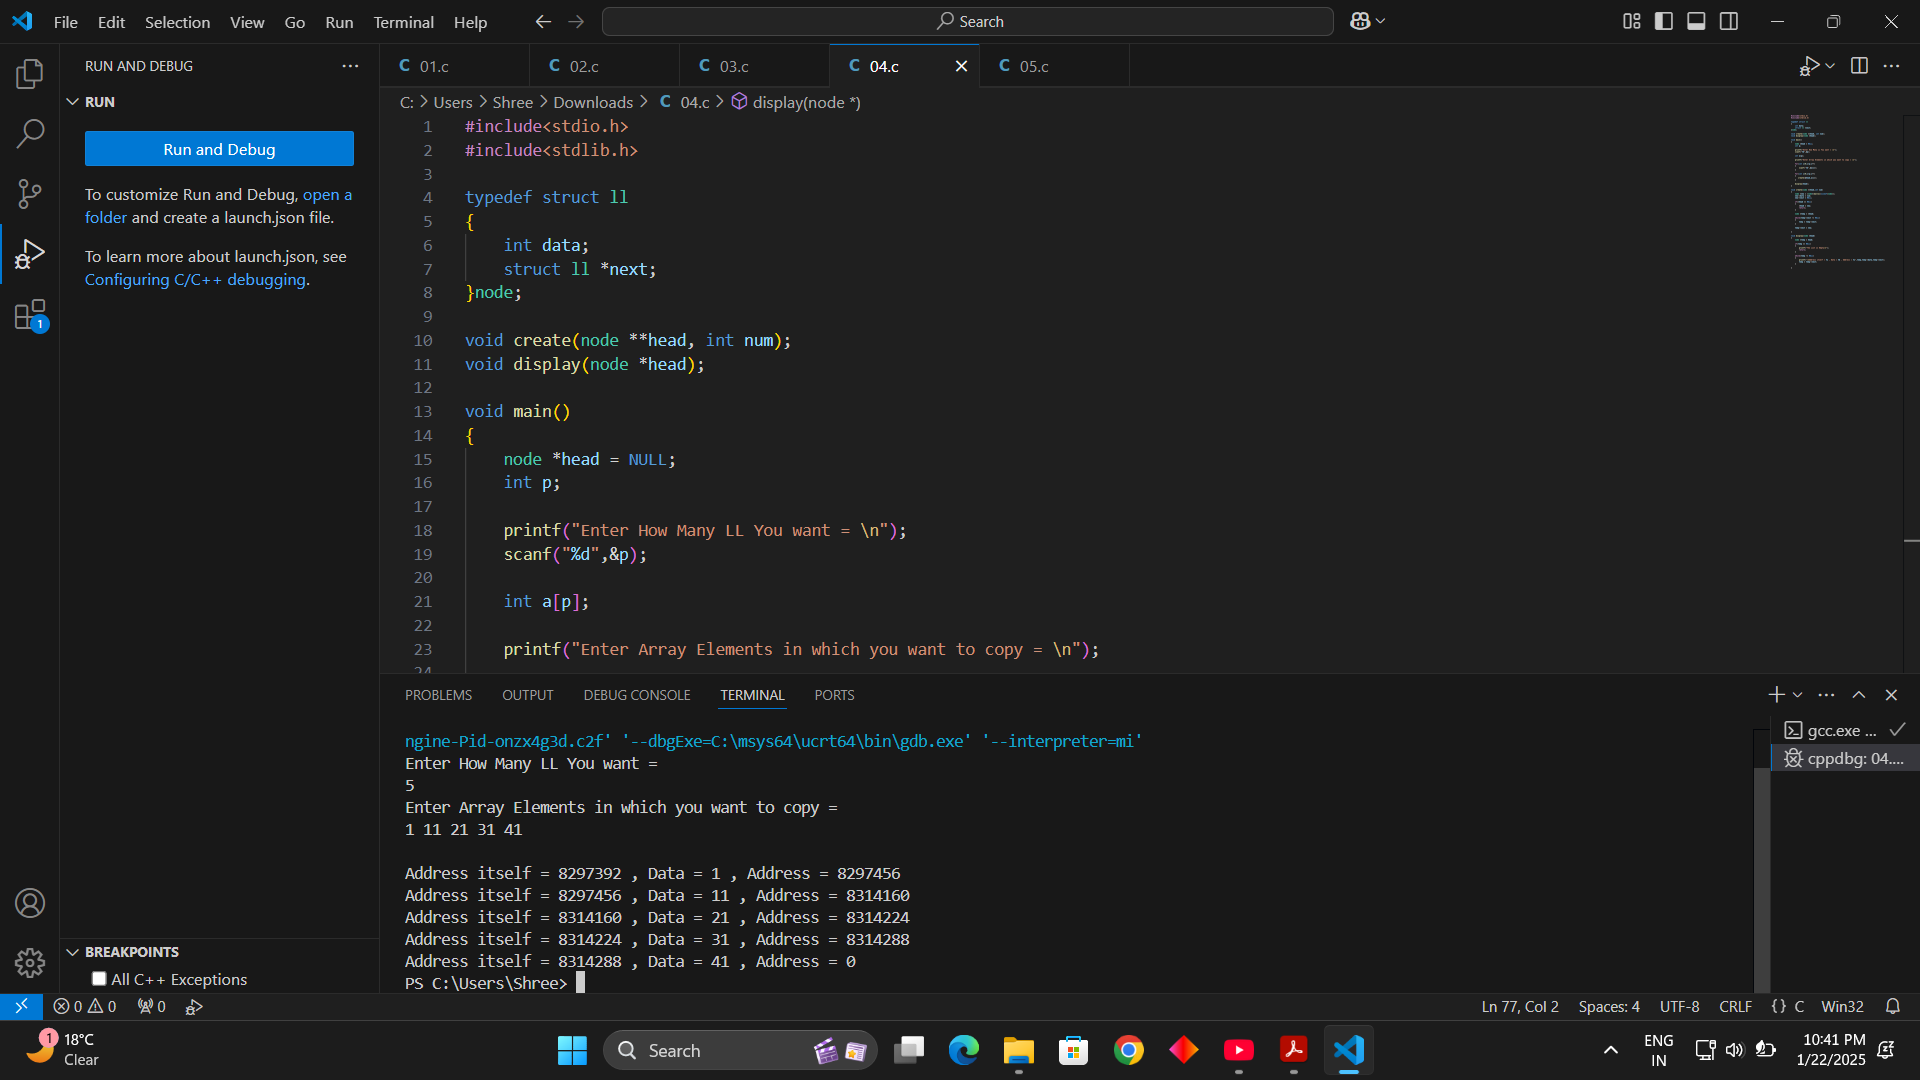 File Edit Selection View Go Run Terminal Help
Search
RUN AND DEBUG
RUN
Run and Debug
To customize Run and Debug, open a
folder and create a launch.json file.
To learn more about launch.json, see
Configuring C/C++ debugging.
1
BREAKPOINTS
All C++ Exceptions
C 01.c
C 02.c
C 03.c
C 04.c
C 05.c
C: > Users > Shree > Downloads > C 04.c > display(node *)
1 #include<stdio.h>
2 #include<stdlib.h>
3
4 typedef struct ll
5 {
6 int data;
7 struct ll *next;
8 }node;
9
10 void create(node **head, int num);
11 void display(node *head);
12
13 void main()
14 {
15 node *head = NULL;
16 int p;
17
18 printf("Enter How Many LL You want = \n");
19 scanf("%d",&p);
20
21 int a[p];
22
23 printf("Enter Array Elements in which you want to copy = \n");
24
PROBLEMS OUTPUT DEBUG CONSOLE TERMINAL PORTS
ngine-Pid-onzx4g3d.c2f' '--dbgExe=C:\msys64\ucrt64\bin\gdb.exe' '--interpreter=mi'
Enter How Many LL You want =
5
Enter Array Elements in which you want to copy =
1 11 21 31 41
Address itself = 8297392 , Data = 1 , Address = 8297456
Address itself = 8297456 , Data = 11 , Address = 8314160
Address itself = 8314160 , Data = 21 , Address = 8314224
Address itself = 8314224 , Data = 31 , Address = 8314288
Address itself = 8314288 , Data = 41 , Address = 0
PS C:\Users\Shree>
gcc.exe ...
cppdbg: 04....
0 0 0
Ln 77, Col 2 Spaces: 4 UTF-8 CRLF {} C Win32
1
18°C
Clear
Search
ENG
IN
10:41 PM
1/22/2025